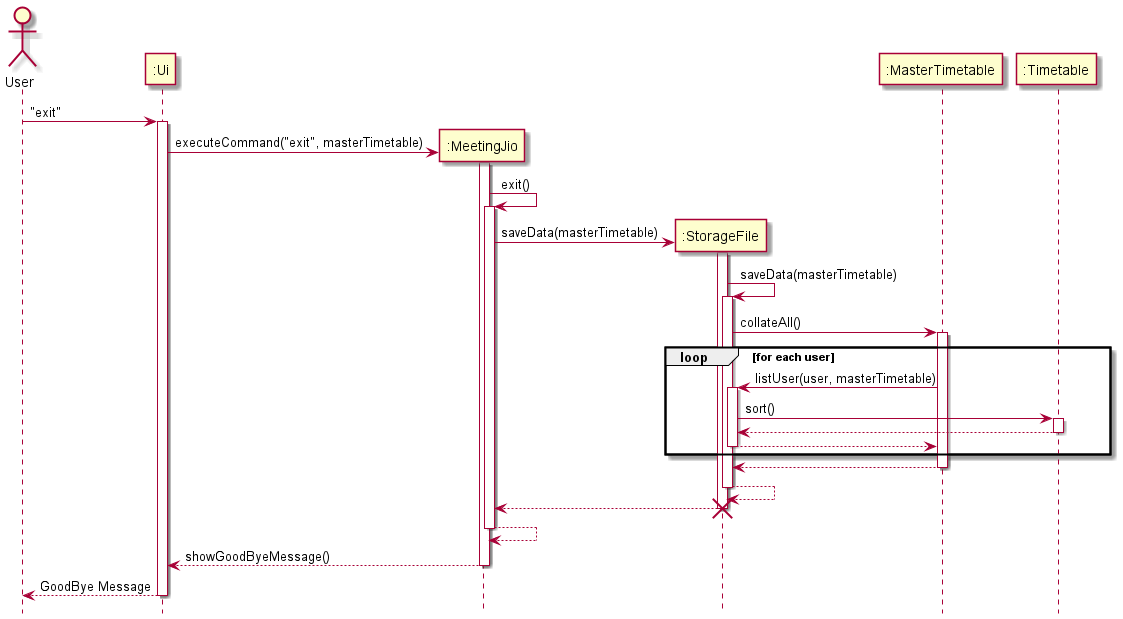 User
:Ui
:MasterTimetable
:Timetable
"exit"
executeCommand("exit", masterTimetable)
:MeetingJio
exit()
saveData(masterTimetable)
:StorageFile
saveData(masterTimetable)
collateAll()
loop
[for each user]
listUser(user, masterTimetable)
sort()
showGoodByeMessage()
GoodBye Message